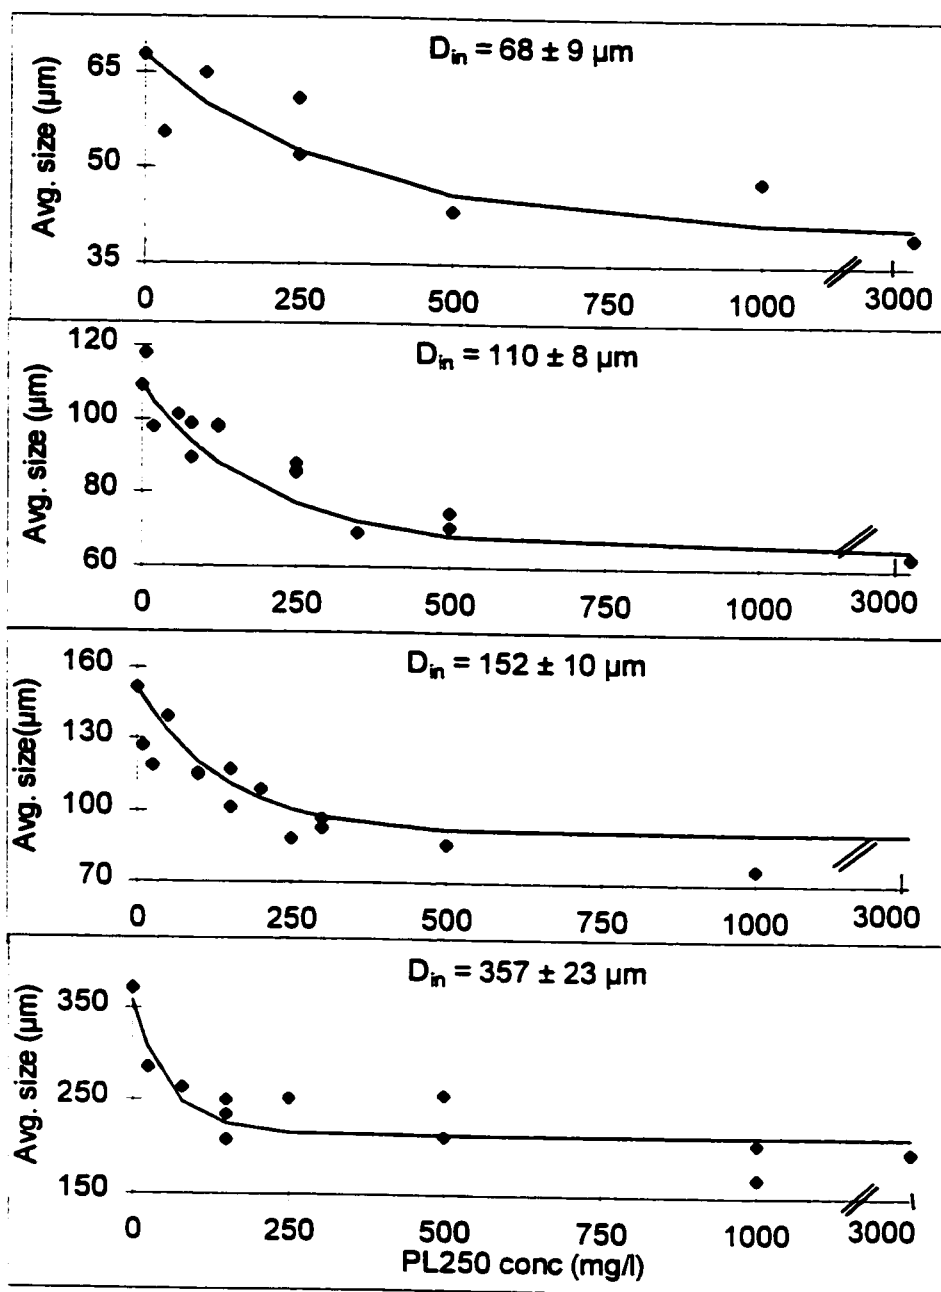 D_in = 68 ± 9 µm
Avg. size (µm)
65
50
35
0 250 500 750 1000 3000
D_in = 110 ± 8 µm
Avg. size (µm)
120
100
80
60
0 250 500 750 1000 3000
D_in = 152 ± 10 µm
Avg. size(µm)
160
130
100
70
0 250 500 750 1000 3000
D_in = 357 ± 23 µm
Avg. size (µm)
350
250
150
0 250 500 750 1000 3000
PL250 conc (mg/l)